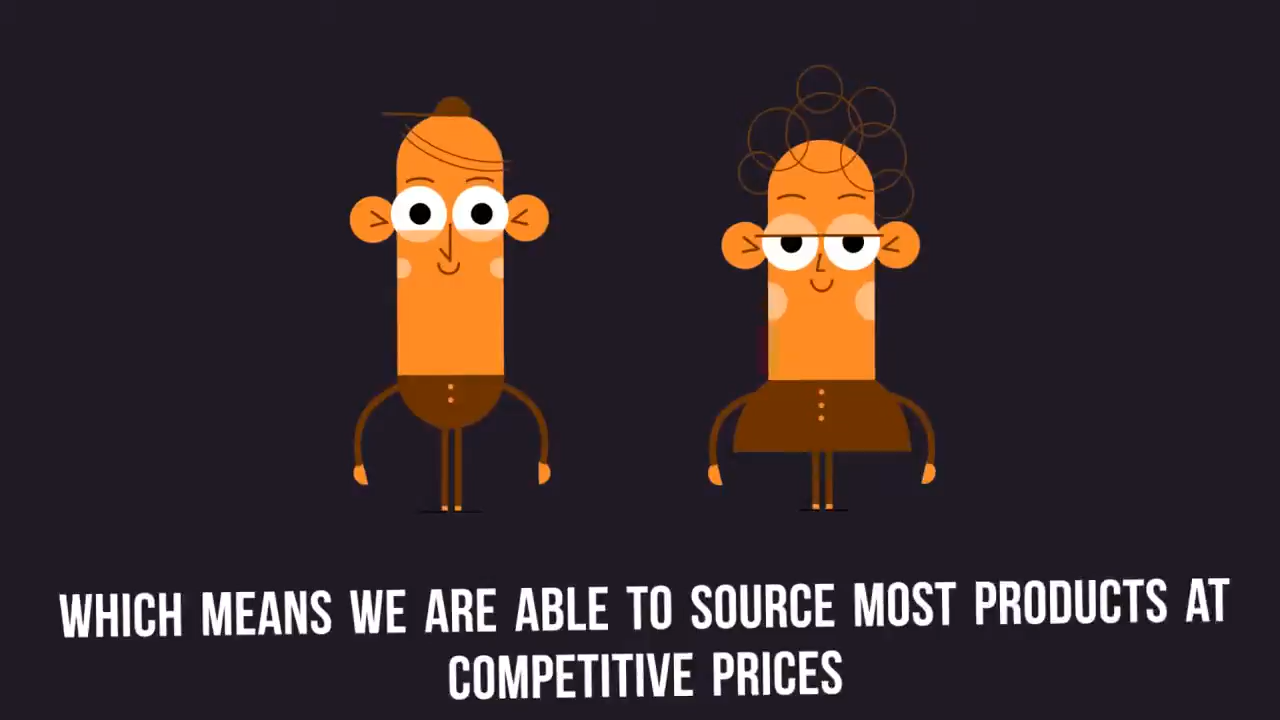 WHICH MEANS WE ARE ABLE TO SOURCE MOST PRODUCTS AT
COMPETITIVE PRICES